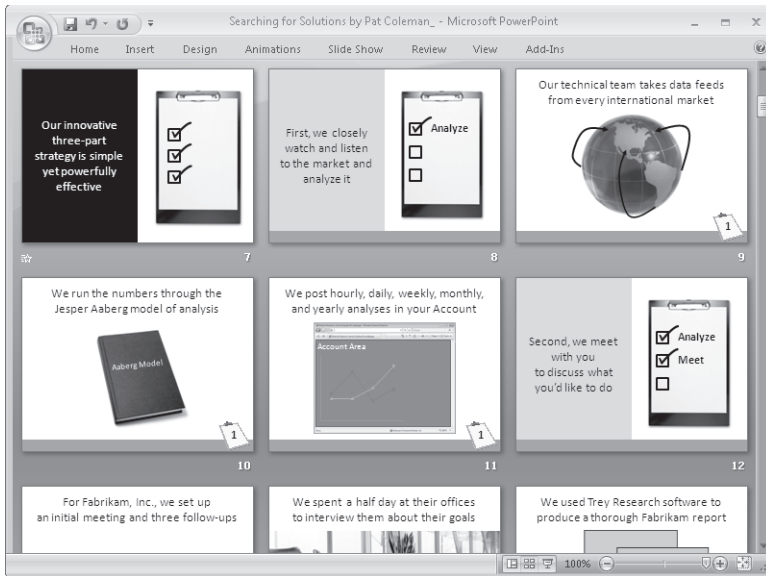 Searching for Solutions by Pat Coleman_ - Microsoft PowerPoint
Home Insert Design Animations Slide Show Review View Add-Ins
Our innovative
three-part
strategy is simple
yet powerfully
effective
7
First, we closely
watch and listen
to the market and
analyze it
Analyze
8
Our technical team takes data feeds
from every international market
1
9
We run the numbers through the
Jesper Aaberg model of analysis
Aaberg Model
1
10
We post hourly, daily, weekly, monthly,
and yearly analyses in your Account
Account Area
1
11
Second, we meet
with you
to discuss what
you'd like to do
Analyze
Meet
12
For Fabrikam, Inc., we set up
an initial meeting and three follow-ups
We spent a half day at their offices
to interview them about their goals
We used Trey Research software to
produce a thorough Fabrikam report
100%